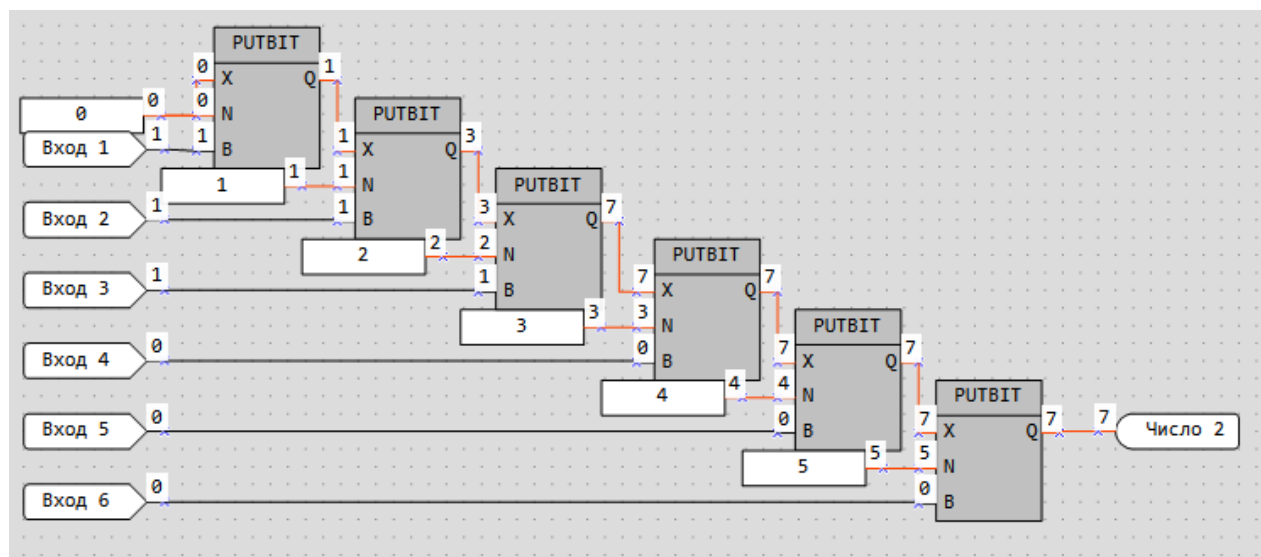 PUTBIT
0 X Q 1
0 0 0 N
Вход 1 1 1 B
PUTBIT
1 X Q 3
1 1 1 N
Вход 2 1 1 B
PUTBIT
3 X Q 7
2 2 2 N
Вход 3 1 1 B
PUTBIT
7 X Q 7
3 3 3 N
Вход 4 0 0 B
PUTBIT
7 X Q 7
4 4 4 N
Вход 5 0 0 B
PUTBIT
7 X Q 7 7 Число 2
5 5 5 N
Вход 6 0 0 B